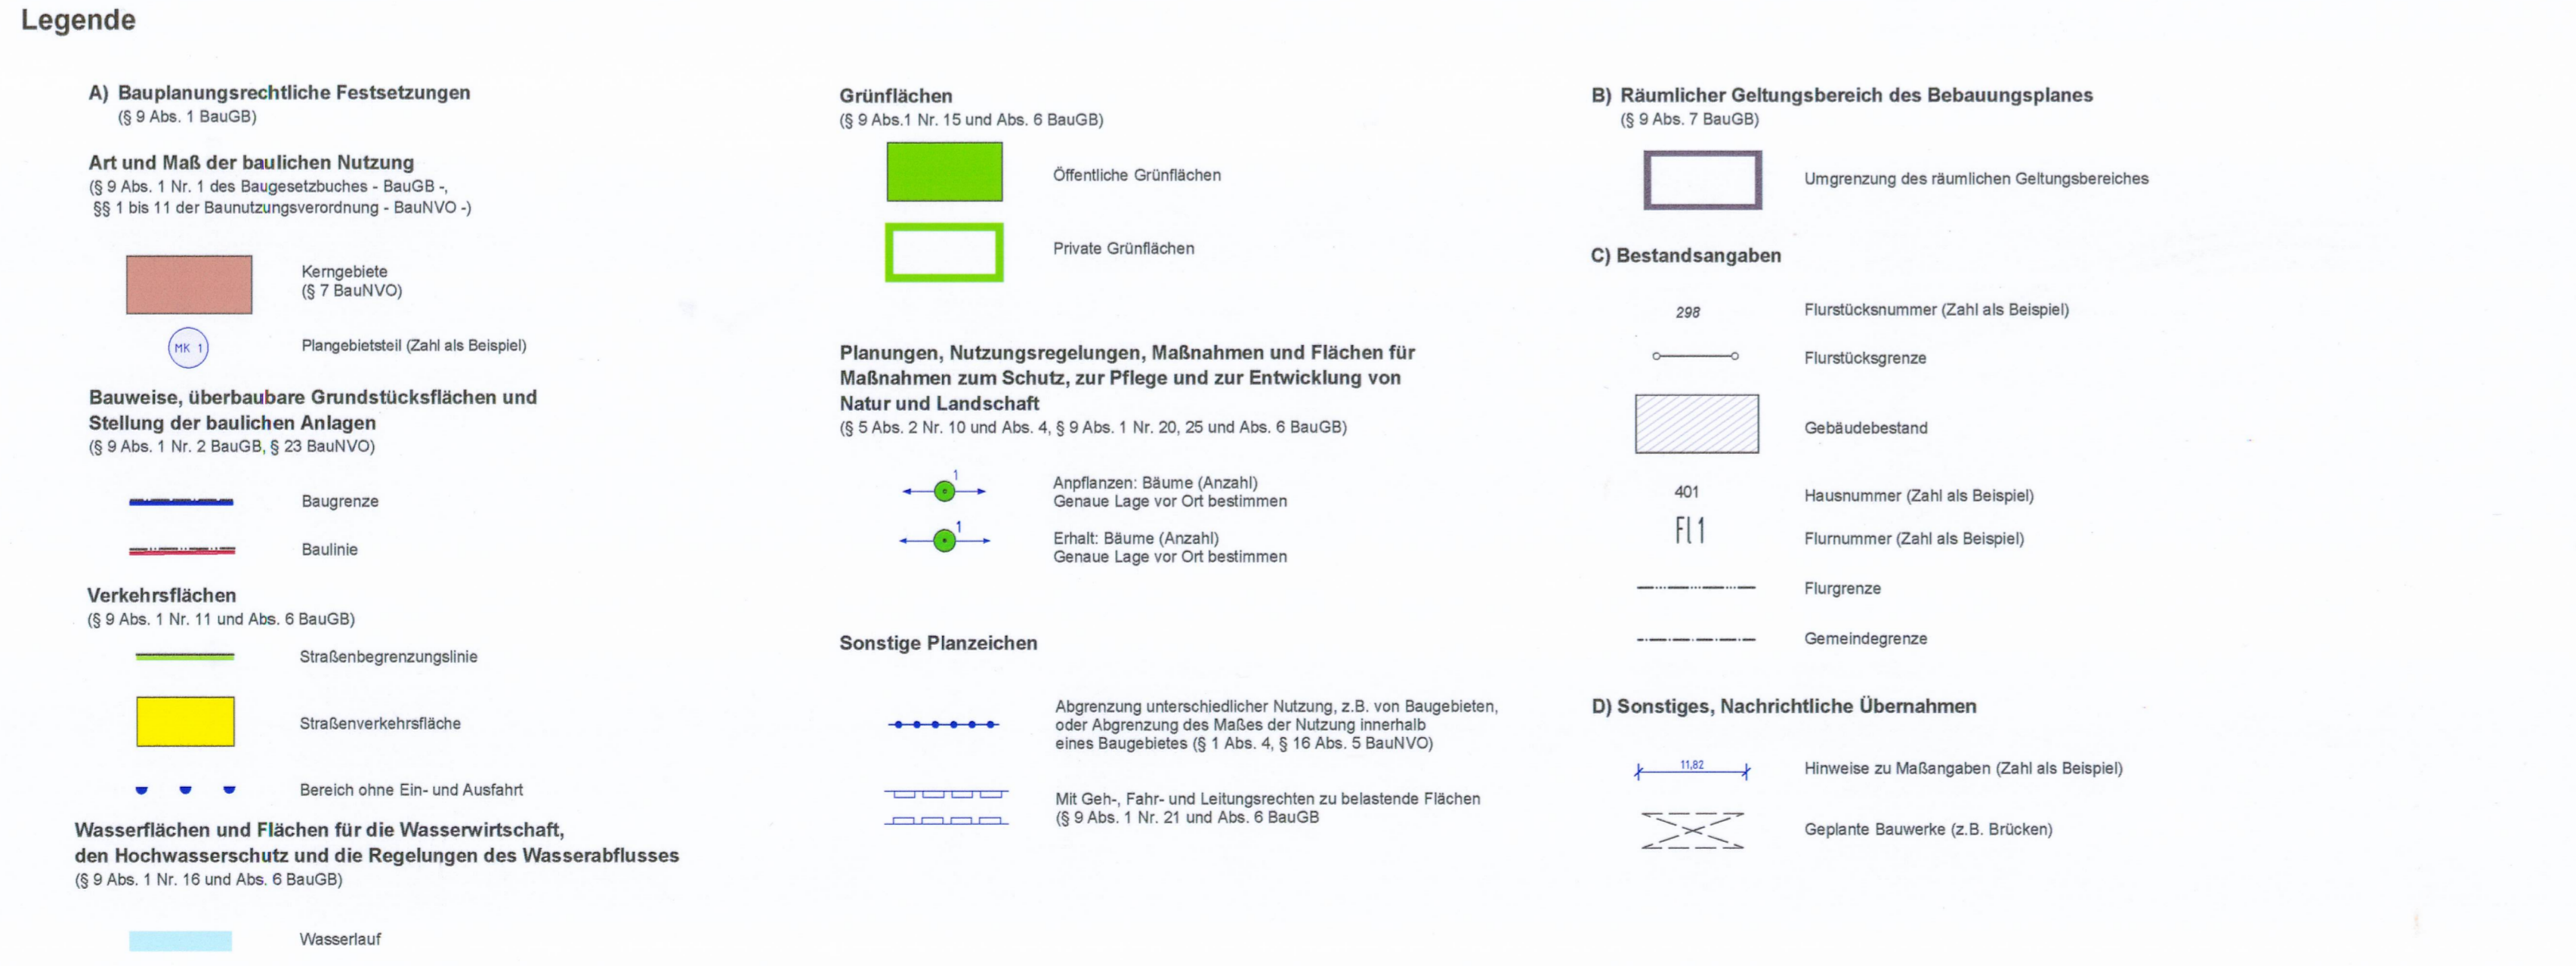 Legende
A) Bauplanungsrechtliche Festsetzungen
(§ 9 Abs. 1 BauGB)
Art und Maß der baulichen Nutzung
(§ 9 Abs. 1 Nr. 1 des Baugesetzbuches - BauGB -,
§§ 1 bis 11 der Baunutzungsverordnung - BauNVO -)
Kerngebiete
(§ 7 BauNVO)
MK 1
Plangebietsteil (Zahl als Beispiel)
Bauweise, überbaubare Grundstücksflächen und
Stellung der baulichen Anlagen
(§ 9 Abs. 1 Nr. 2 BauGB, § 23 BauNVO)
Baugrenze
Baulinie
Verkehrsflächen
(§ 9 Abs. 1 Nr. 11 und Abs. 6 BauGB)
Straßenbegrenzungslinie
Straßenverkehrsfläche
Bereich ohne Ein- und Ausfahrt
Wasserflächen und Flächen für die Wasserwirtschaft,
den Hochwasserschutz und die Regelungen des Wasserabflusses
(§ 9 Abs. 1 Nr. 16 und Abs. 6 BauGB)
Wasserlauf
Grünflächen
(§ 9 Abs.1 Nr. 15 und Abs. 6 BauGB)
Öffentliche Grünflächen
Private Grünflächen
Planungen, Nutzungsregelungen, Maßnahmen und Flächen für
Maßnahmen zum Schutz, zur Pflege und zur Entwicklung von
Natur und Landschaft
(§ 5 Abs. 2 Nr. 10 und Abs. 4, § 9 Abs. 1 Nr. 20, 25 und Abs. 6 BauGB)
1
Anpflanzen: Bäume (Anzahl)
Genaue Lage vor Ort bestimmen
1
Erhalt: Bäume (Anzahl)
Genaue Lage vor Ort bestimmen
Sonstige Planzeichen
Abgrenzung unterschiedlicher Nutzung, z.B. von Baugebieten,
oder Abgrenzung des Maßes der Nutzung innerhalb
eines Baugebietes (§ 1 Abs. 4, § 16 Abs. 5 BauNVO)
Mit Geh-, Fahr- und Leitungsrechten zu belastende Flächen
(§ 9 Abs. 1 Nr. 21 und Abs. 6 BauGB
B) Räumlicher Geltungsbereich des Bebauungsplanes
(§ 9 Abs. 7 BauGB)
Umgrenzung des räumlichen Geltungsbereiches
C) Bestandsangaben
298
Flurstücksnummer (Zahl als Beispiel)
Flurstücksgrenze
Gebäudebestand
401
Hausnummer (Zahl als Beispiel)
Fl 1
Flurnummer (Zahl als Beispiel)
Flurgrenze
Gemeindegrenze
D) Sonstiges, Nachrichtliche Übernahmen
11,82
Hinweise zu Maßangaben (Zahl als Beispiel)
Geplante Bauwerke (z.B. Brücken)